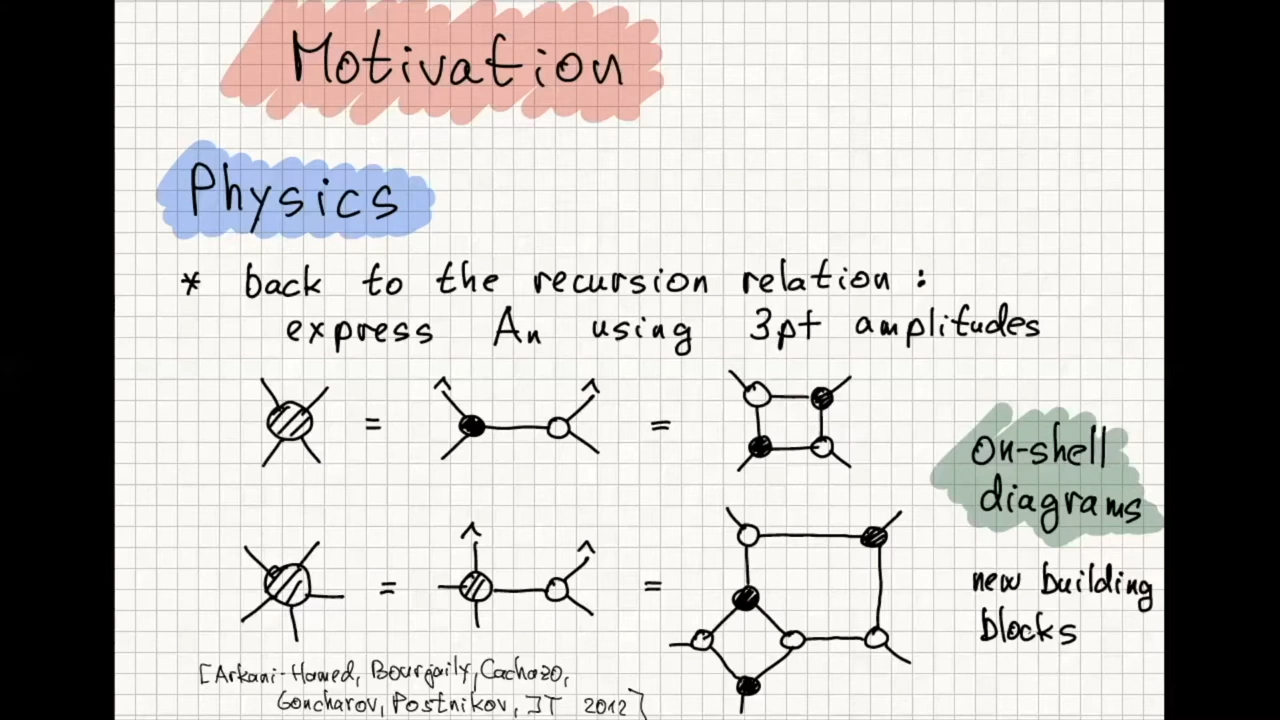 Motivation
Physics
* back to the recursion relation :
express An using 3pt amplitudes
= =
on-shell
diagrams
= =
new building
blocks
[Arkani-Hamed, Bourjaily, Cachazo,
Goncharov, Postnikov, JT 2012]